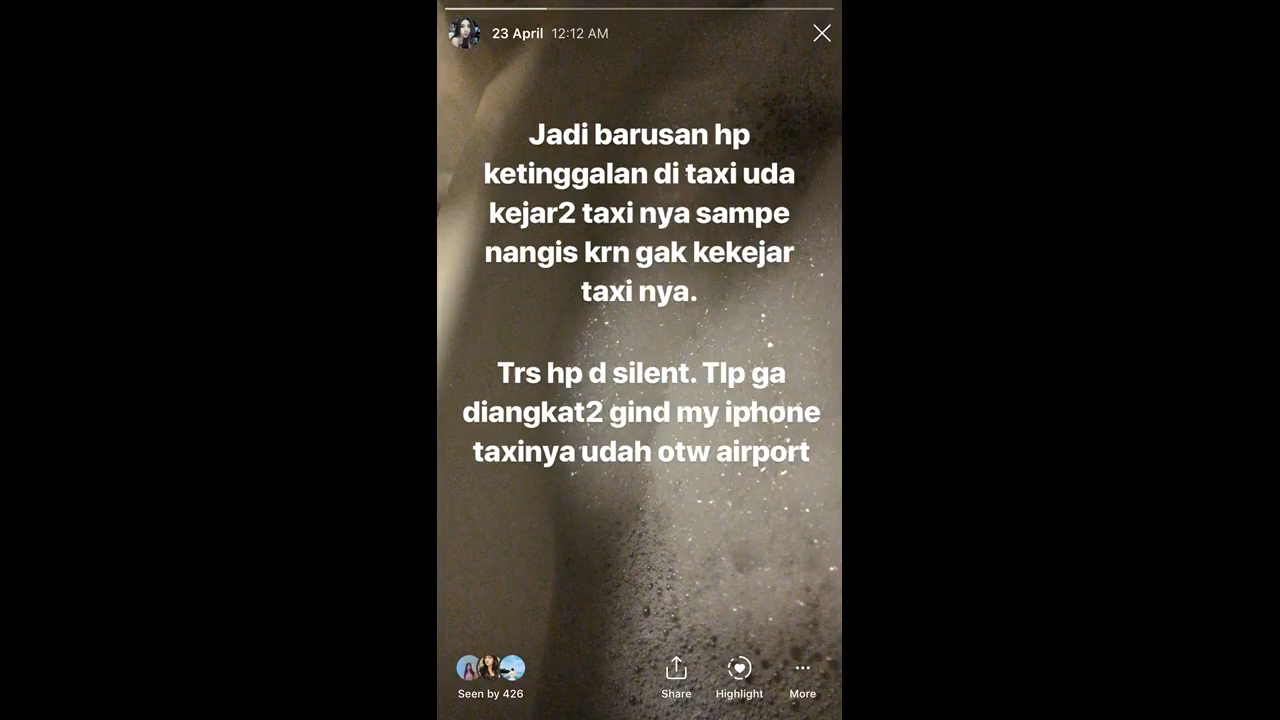 23 April 12:12 AM
Jadi barusan hp
ketinggalan di taxi uda
kejar2 taxi nya sampe
nangis krn gak kekejar
taxi nya.
Trs hp d silent. Tlp ga
diangkat2 gind my iphone
taxinya udah otw airport
Seen by 426
Share
Highlight
More